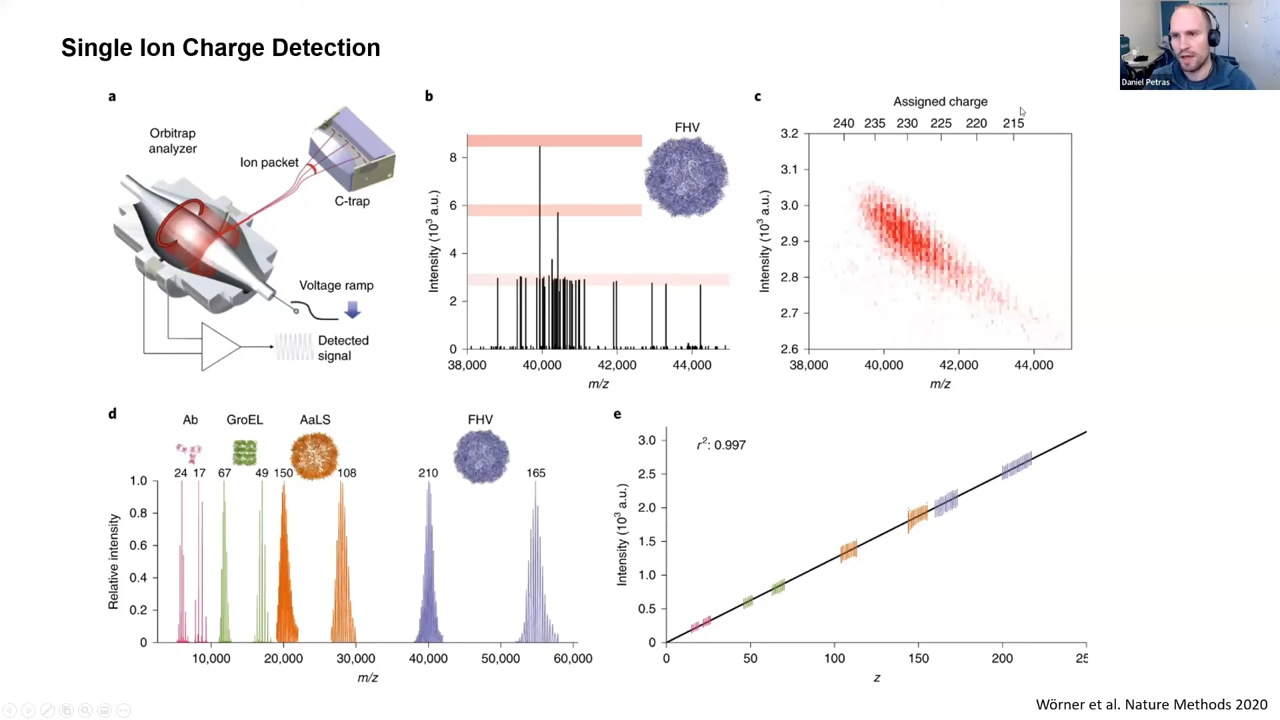 Single Ion Charge Detection
Daniel Petras
a
Orbitrap
analyzer
Ion packet
C-trap
Voltage ramp
Detected
signal
b
FHV
Intensity (10³ a.u.)
8
6
4
2
0
38,000 40,000 42,000 44,000
m/z
c
Assigned charge
240 235 230 225 220 215
Intensity (10³ a.u.)
3.2
3.1
3.0
2.9
2.8
2.7
2.6
38,000 40,000 42,000 44,000
m/z
d
Ab GroEL AaLS FHV
24 17 67 49 150 108 210 165
Relative intensity
1.0
0.8
0.6
0.4
0.2
0
10,000 20,000 30,000 40,000 50,000 60,000
m/z
e
r²: 0.997
Intensity (10³ a.u.)
3.0
2.5
2.0
1.5
1.0
0.5
0
0 50 100 150 200 25
z
Wörner et al. Nature Methods 2020